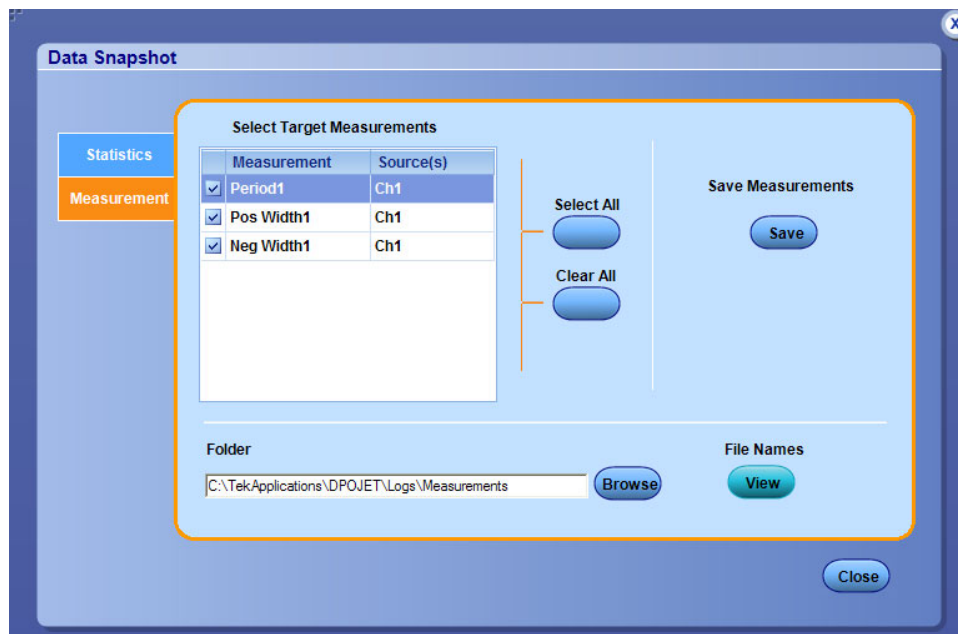 X
Data Snapshot
Select Target Measurements
Statistics
Measurement
Measurement Source(s)
Period1 Ch1
Pos Width1 Ch1
Neg Width1 Ch1
Select All
Clear All
Save Measurements
Save
Folder
C:\TekApplications\DPOJET\Logs\Measurements
Browse
File Names
View
Close